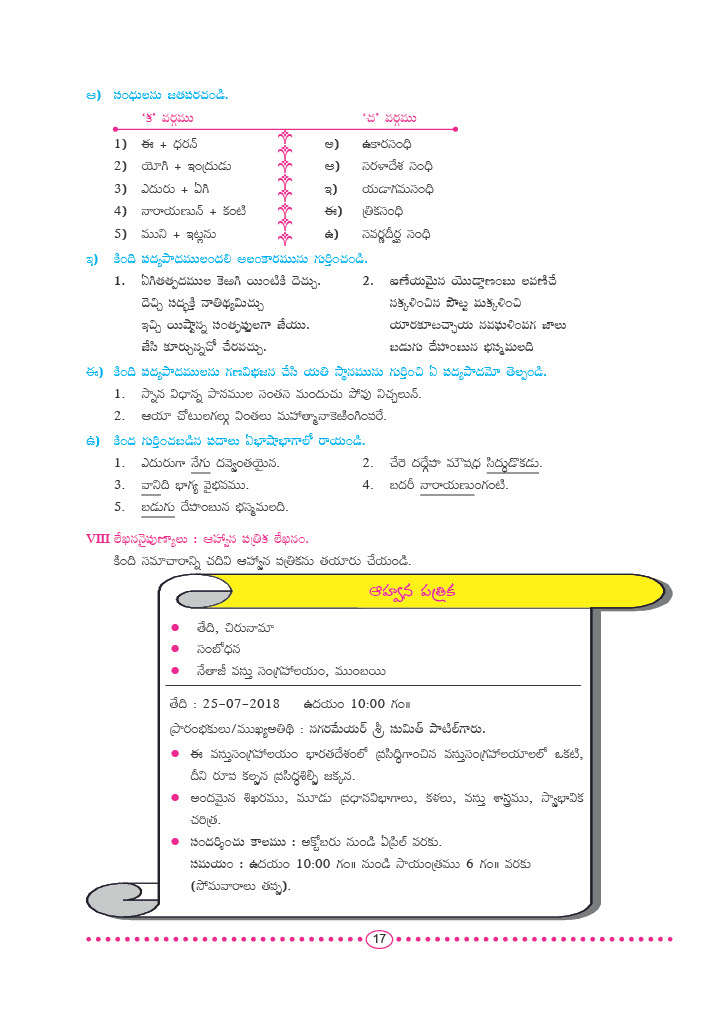 ఆ) సంధులను జతపరచండి.
'క' వర్గము 'చ' వర్గము
1) ఈ + ధరన్ అ) ఉకారసంధి
2) యోగి + ఇంద్రుడు ఆ) సరళాదేశ సంధి
3) ఎదురు + ఏగి ఇ) యడాగమసంధి
4) నారాయణున్ + కంటి ఈ) త్రికసంధి
5) ముని + ఇట్లను ఉ) సవర్ణదీర్ఘ సంధి
ఇ) కింది పద్యపాదములందలి అలంకారమును గుర్తించండి.
1. ఏగితత్పదముల కెఱగి యింటికి దెచ్చు. 2. ఖణేయమైన యొడ్డాణంబు లవణిచే
దెచ్చి సద్భక్తి నాతిథ్యమిచ్చు నక్కళించిన పొట్ట మక్కళించి
ఇచ్చి యిష్టాన్న సంతృప్తులగా జేయు. యారకూటచ్ఛాయ నవఘళింపగ జాలు
జేసి కూర్చున్నచో చేరవచ్చు. బడుగు దేహంబున భస్మమలది
ఈ) కింది పద్యపాదములను గణవిభజన చేసి యతి స్థానమును గుర్తించి ఏ పద్యపాదమో తెల్పండి.
1. స్నాన విధాన్న పానముల సంతస మందుచు పోవు నిచ్చలున్.
2. ఆయా చోటులగల్గు వింతలు మహాత్మానాకెఱింగింపరే.
ఉ) కింద గుర్తించబడిన పదాలు ఏభాషాభాగాలో రాయండి.
1. ఎదురుగా నేగు దవ్వెంతయైన. 2. చేరె దద్గేహ మౌషధ సిద్ధుడొకడు.
3. వానిది భాగ్య వైభవము. 4. బదరీ నారాయణుంగంటి.
5. బడుగు దేహంబున భస్మమలది.
VIII లేఖననైపుణ్యాలు : ఆహ్వాన పత్రిక లేఖనం.
కింది సమాచారాన్ని చదివి ఆహ్వాన పత్రికను తయారు చేయండి.
ఆహ్వాన పత్రిక
● తేది, చిరునామా
● సంబోధన
● నేతాజీ వస్తు సంగ్రహాలయం, ముంబయి
తేది : 25-07-2018 ఉదయం 10:00 గం॥
ప్రారంభకులు/ముఖ్యఅతిథి : నగరమేయర్ శ్రీ సుమిత్ పాటిల్‌గారు.
● ఈ వస్తుసంగ్రహాలయం భారతదేశంలో ప్రసిద్ధిగాంచిన వస్తుసంగ్రహాలయాలలో ఒకటి,
దీని రూప కల్పన ప్రసిద్ధశిల్పి జక్కన.
● అందమైన శిఖరము, మూడు ప్రధానవిభాగాలు, కళలు, వస్తు శాస్త్రము, స్వాభావిక
చరిత్ర.
● సందర్శించు కాలము : అక్టోబరు నుండి ఏప్రిల్ వరకు.
సమయం : ఉదయం 10:00 గం॥ నుండి సాయంత్రము 6 గం॥ వరకు
(సోమవారాలు తప్ప).
17